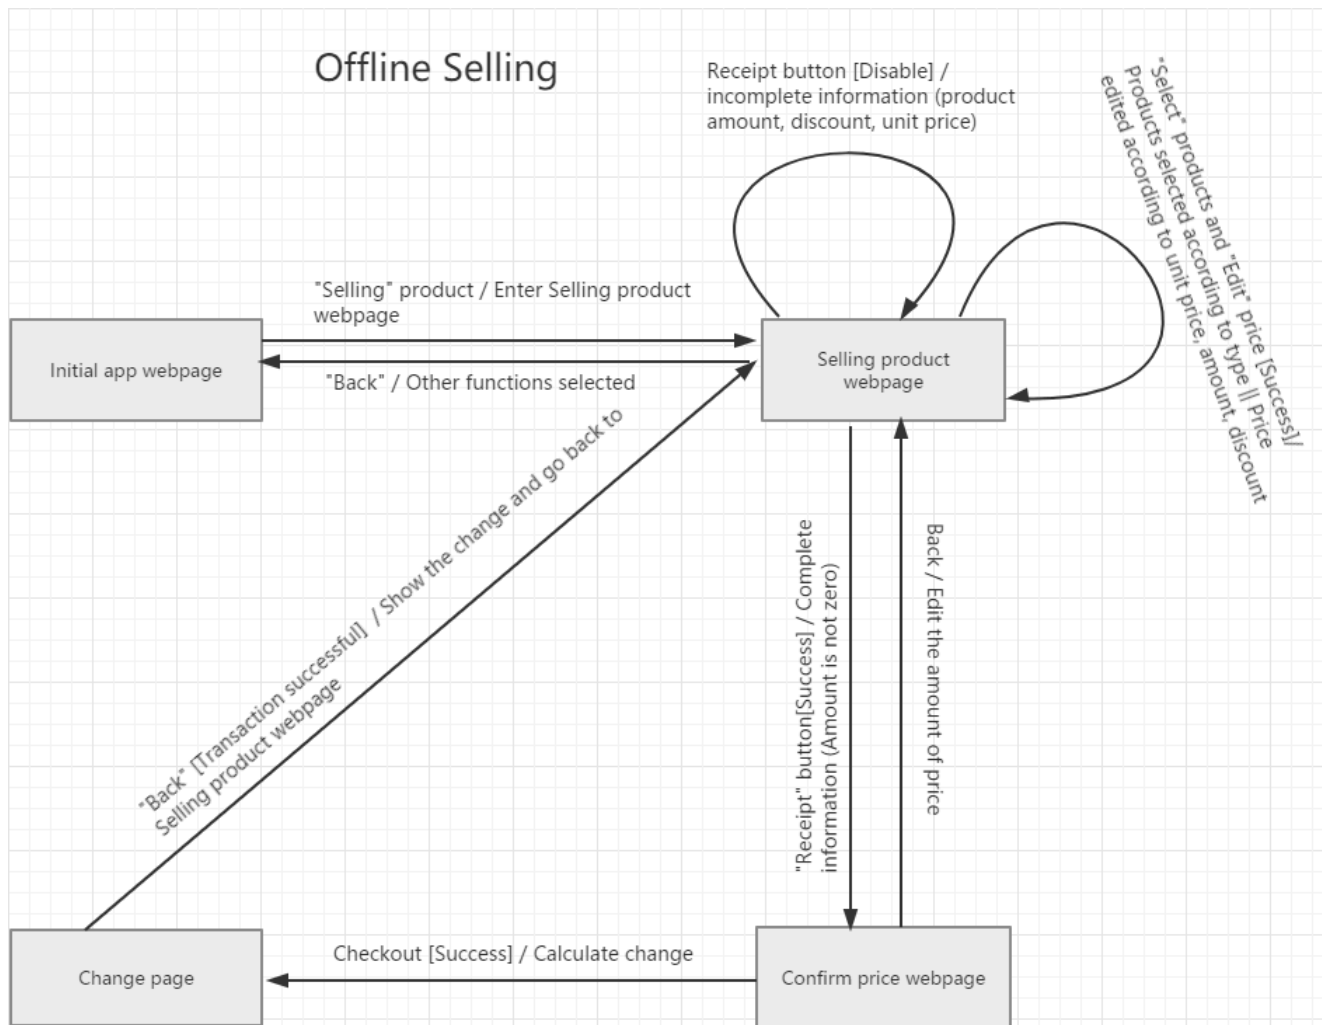 Offline Selling
Receipt button [Disable] /
incomplete information (product
amount, discount, unit price)
"Select" products and "Edit" price [Success]/
Products selected according to type || Price
edited according to unit price, amount, discount
"Selling" product / Enter Selling product
webpage
Initial app webpage
"Back" / Other functions selected
Selling product
webpage
"Back" [Transaction successful] / Show the change and go back to
Selling product webpage
"Receipt" button[Success] / Complete
information (Amount is not zero)
Back / Edit the amount of price
Change page
Checkout [Success] / Calculate change
Confirm price webpage